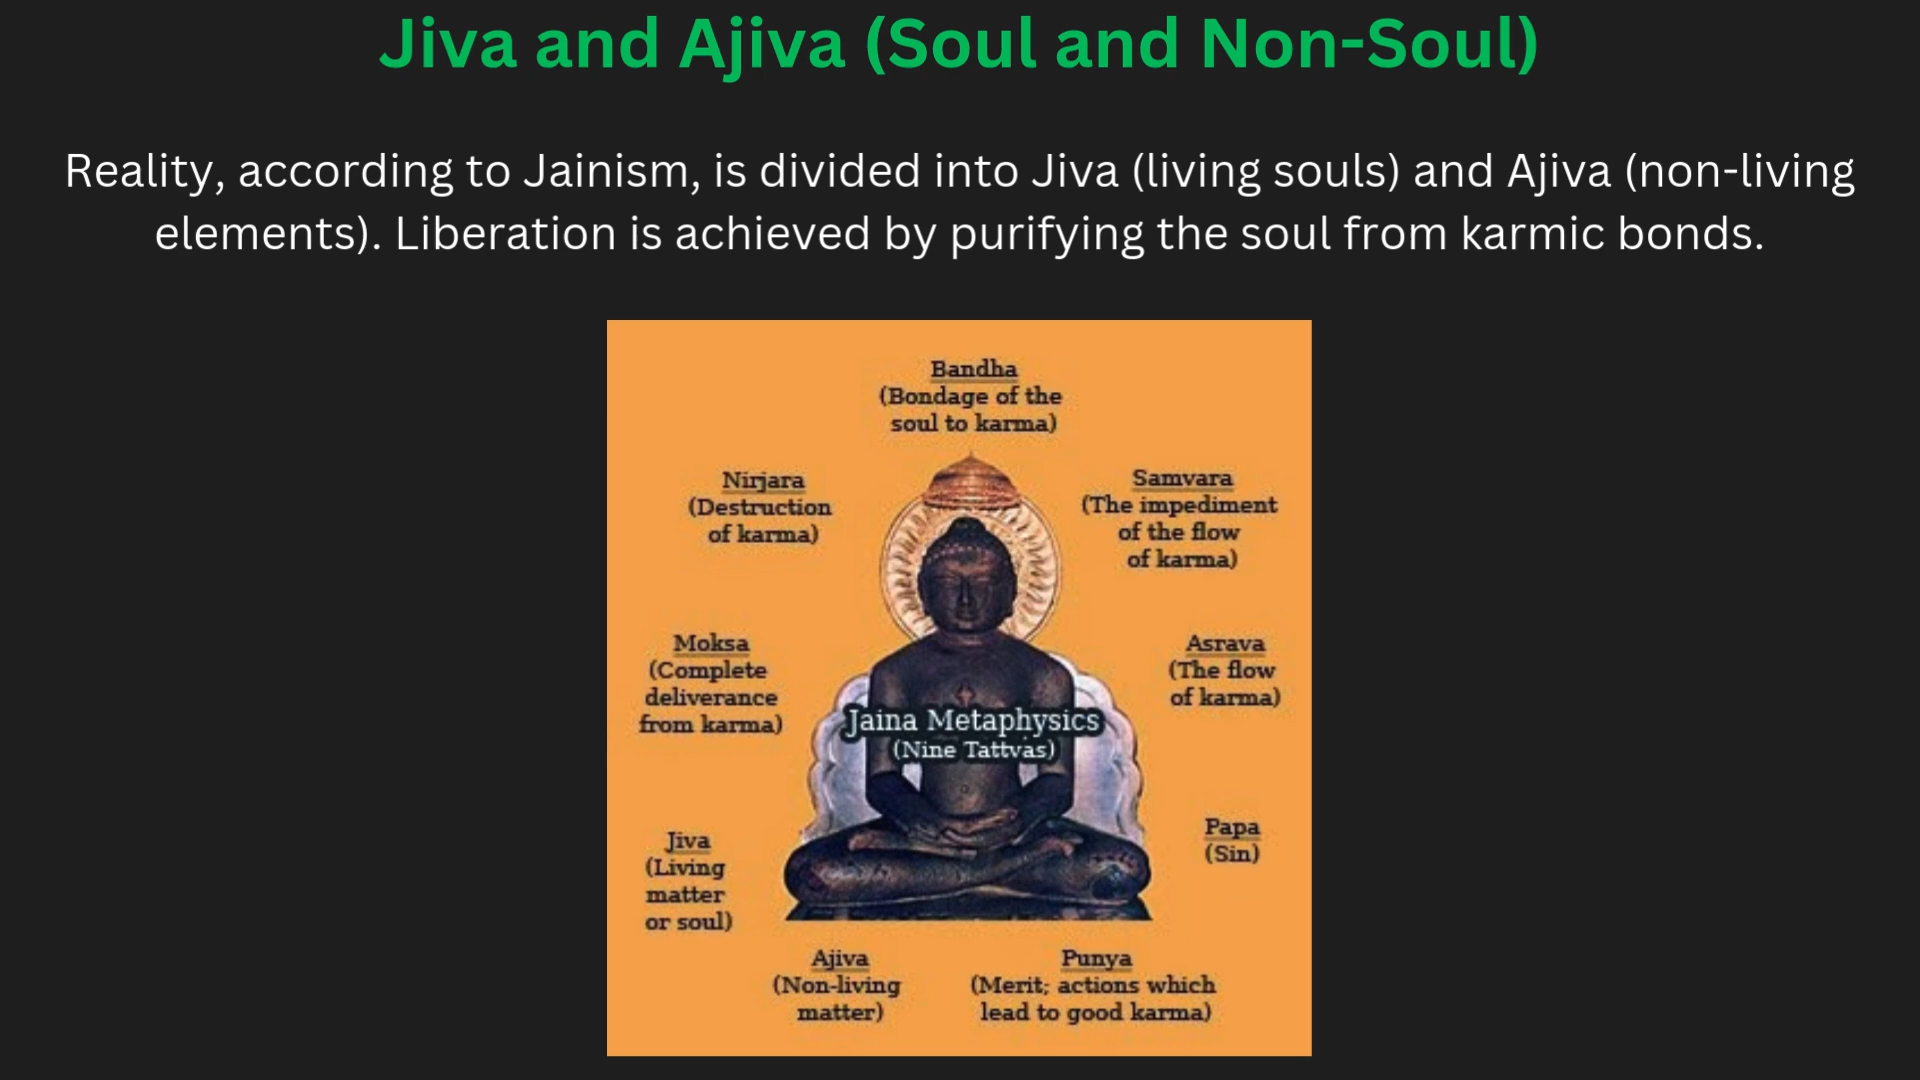 Jiva and Ajiva (Soul and Non-Soul)
Reality, according to Jainism, is divided into Jiva (living souls) and Ajiva (non-living
elements). Liberation is achieved by purifying the soul from karmic bonds.
Bandha
(Bondage of the
soul to karma)
Nirjara
(Destruction
of karma)
Samvara
(The impediment
of the flow
of karma)
Moksa
(Complete
deliverance
from karma)
Asrava
(The flow
of karma)
Jaina Metaphysics
(Nine Tattvas)
Jiva
(Living
matter
or soul)
Papa
(Sin)
Ajiva
(Non-living
matter)
Punya
(Merit; actions which
lead to good karma)